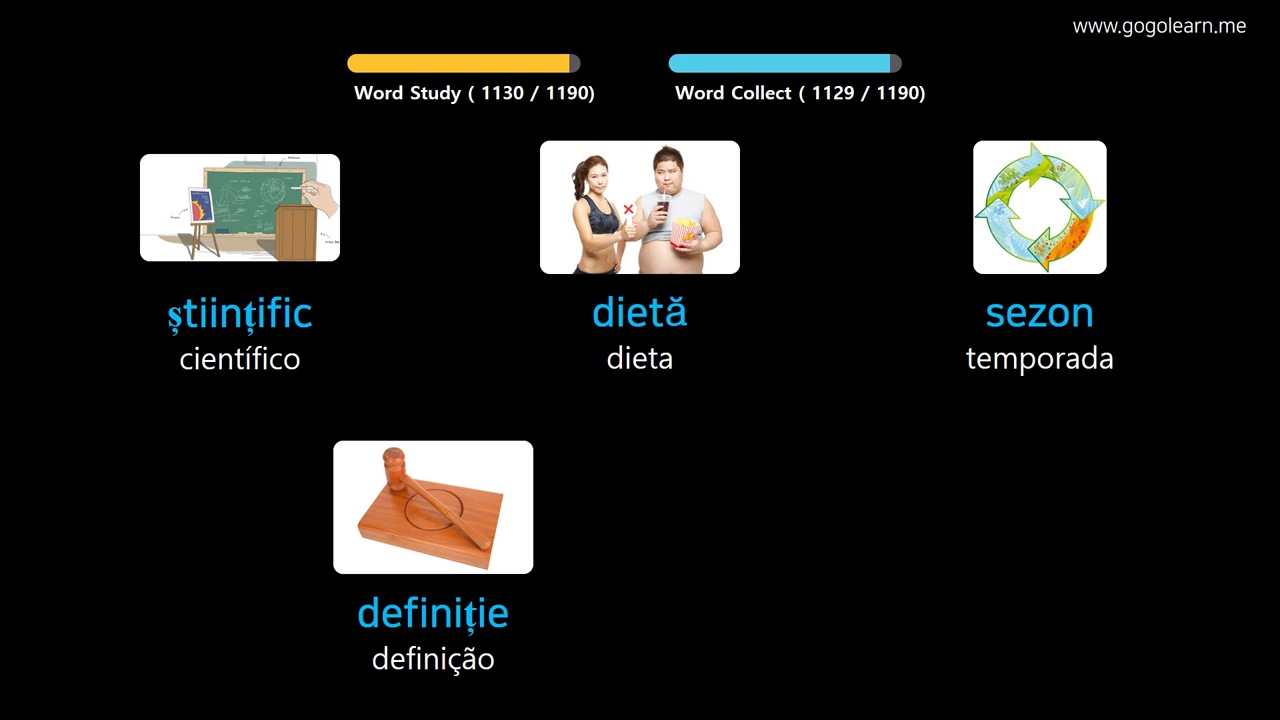 www.gogolearn.me
Word Study ( 1130 / 1190)
Word Collect ( 1129 / 1190)
științific
dietă
sezon
científico
dieta
temporada
definiție
definição